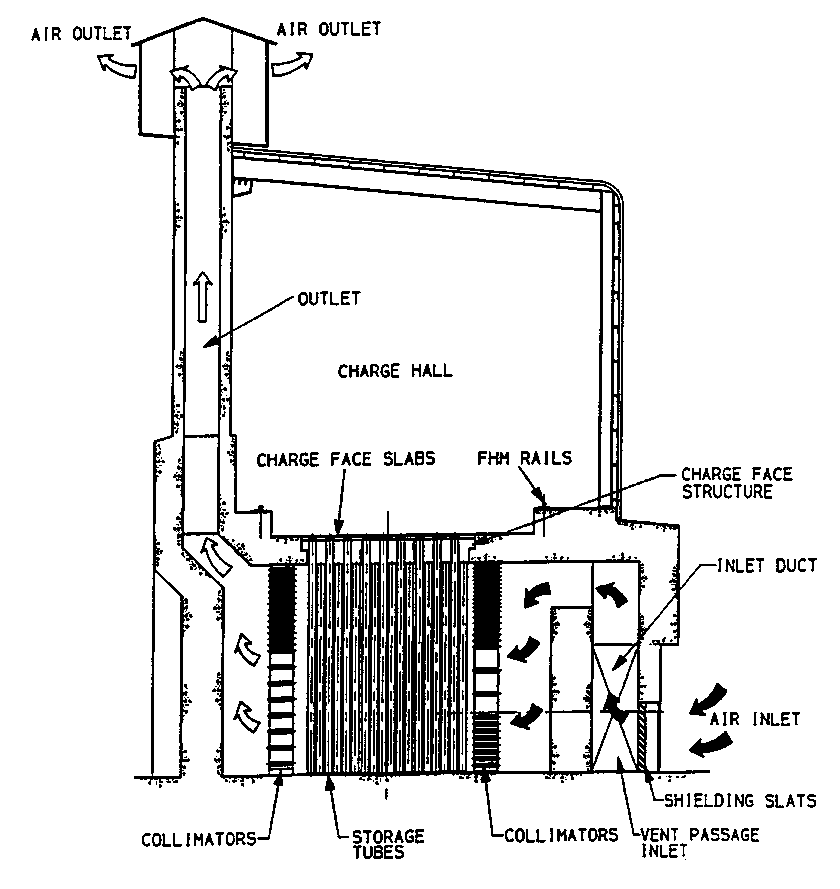 AIR OUTLET
AIR OUTLET
OUTLET
CHARGE HALL
CHARGE FACE SLABS
FHM RAILS
CHARGE FACE
STRUCTURE
INLET DUCT
AIR INLET
SHIELDING SLATS
COLLIMATORS
STORAGE
TUBES
COLLIMATORS
VENT PASSAGE
INLET